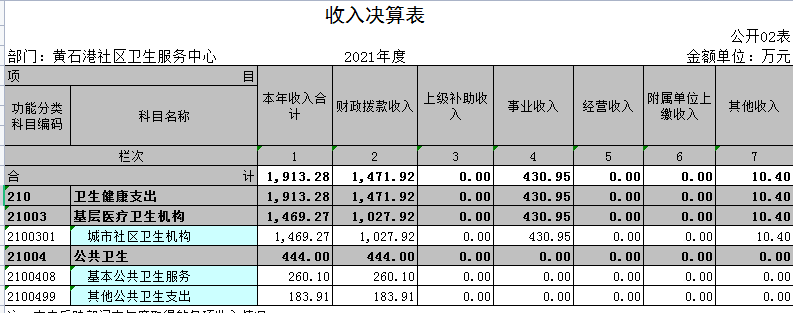 收入决算表
公开02表
部门：黄石港社区卫生服务中心 2021年度 金额单位：万元
项 目 本年收入合计 财政拨款收入 上级补助收入 事业收入 经营收入 附属单位上缴收入 其他收入
功能分类科目编码 科目名称
栏次 1 2 3 4 5 6 7
合 计 1,913.28 1,471.92 0.00 430.95 0.00 0.00 10.40
210 卫生健康支出 1,913.28 1,471.92 0.00 430.95 0.00 0.00 10.40
21003 基层医疗卫生机构 1,469.27 1,027.92 0.00 430.95 0.00 0.00 10.40
2100301 城市社区卫生机构 1,469.27 1,027.92 0.00 430.95 0.00 0.00 10.40
21004 公共卫生 444.00 444.00 0.00 0.00 0.00 0.00 0.00
2100408 基本公共卫生服务 260.10 260.10 0.00 0.00 0.00 0.00 0.00
2100499 其他公共卫生支出 183.91 183.91 0.00 0.00 0.00 0.00 0.00